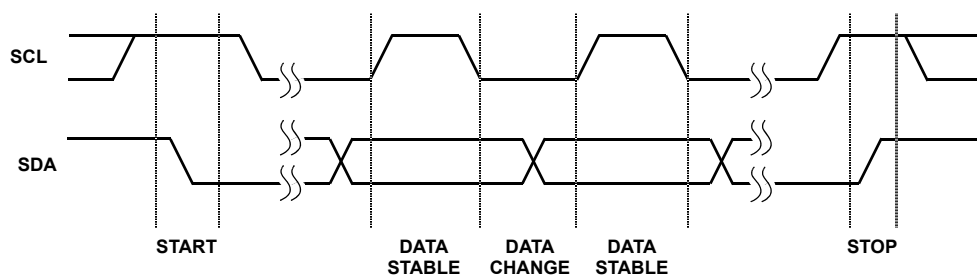 SCL
SDA
START
DATA
STABLE
DATA
CHANGE
DATA
STABLE
STOP